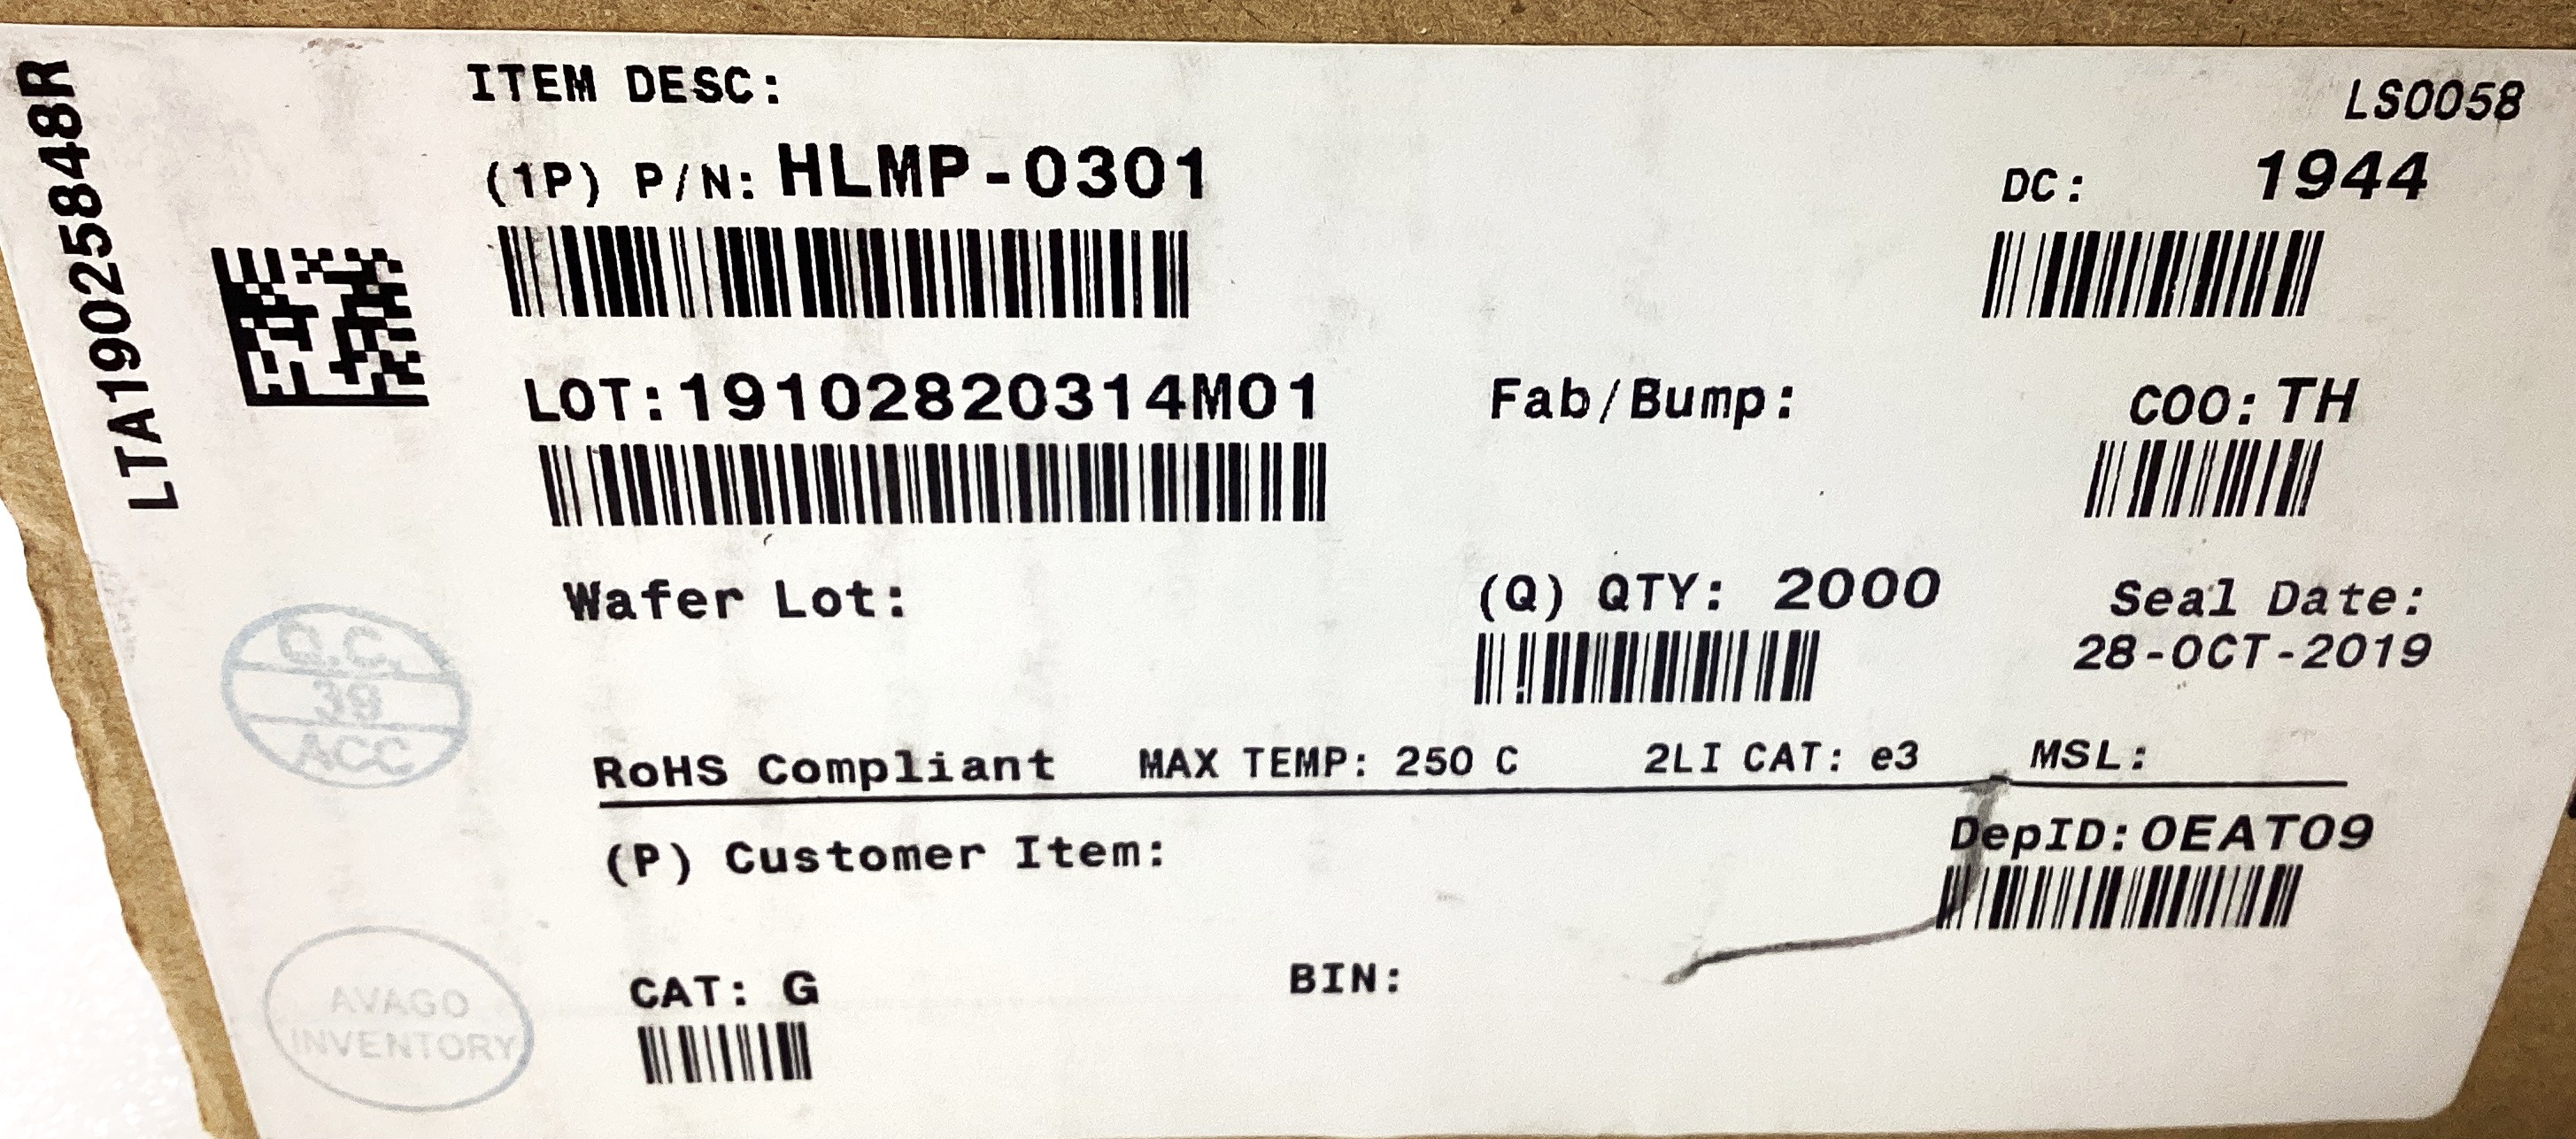 LTA19025848R
ITEM DESC:
LS0058
(1P) P/N: HLMP-0301
DC: 1944
LOT:19102820314M01
Fab/Bump:
COO: TH
Wafer Lot:
(Q) QTY: 2000
Seal Date:
28-OCT-2019
Q.C.
39
ACC
RoHS Compliant MAX TEMP: 250 C 2LI CAT: e3 MSL:
(P) Customer Item:
DepID:OEAT09
AVAGO
INVENTORY
CAT: G
BIN: